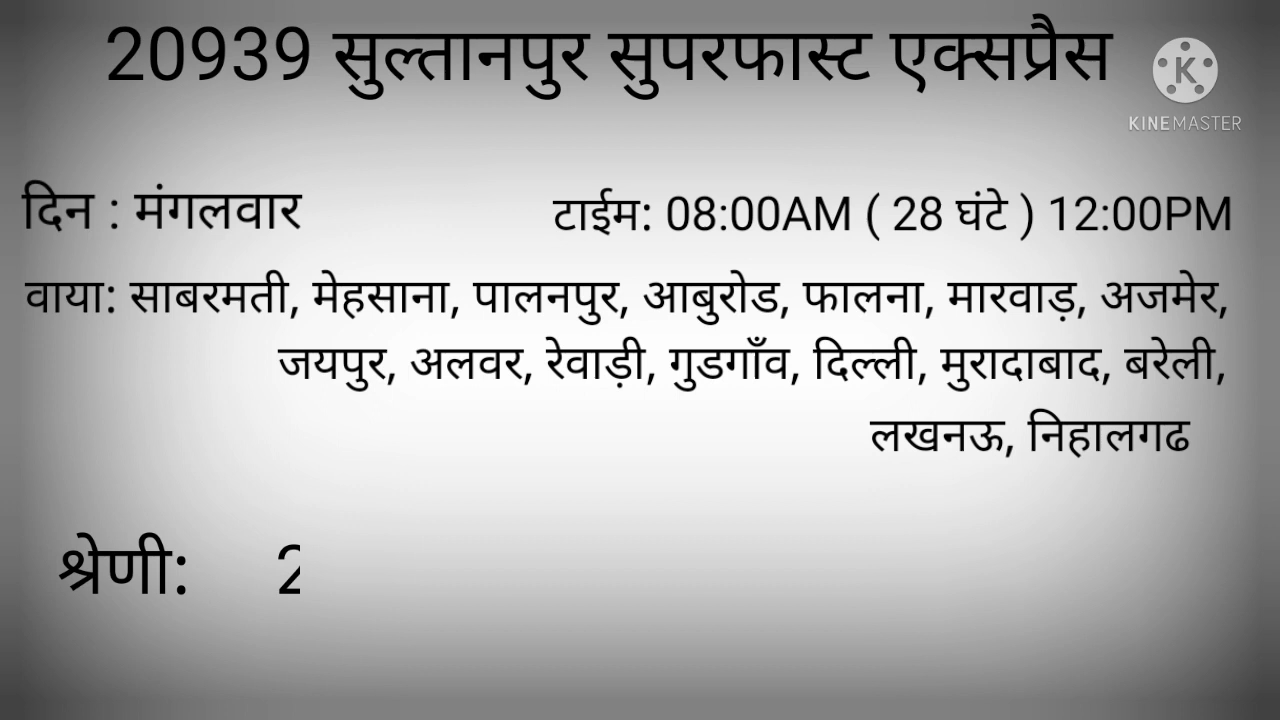 20939 सुल्तानपुर सुपरफास्ट एक्सप्रैस
KINEMASTER
दिन : मंगलवार
टाईम: 08:00AM ( 28 घंटे ) 12:00PM
वाया: साबरमती, मेहसाना, पालनपुर, आबुरोड, फालना, मारवाड़, अजमेर,
जयपुर, अलवर, रेवाड़ी, गुडगाँव, दिल्ली, मुरादाबाद, बरेली,
लखनऊ, निहालगढ
श्रेणी: 2